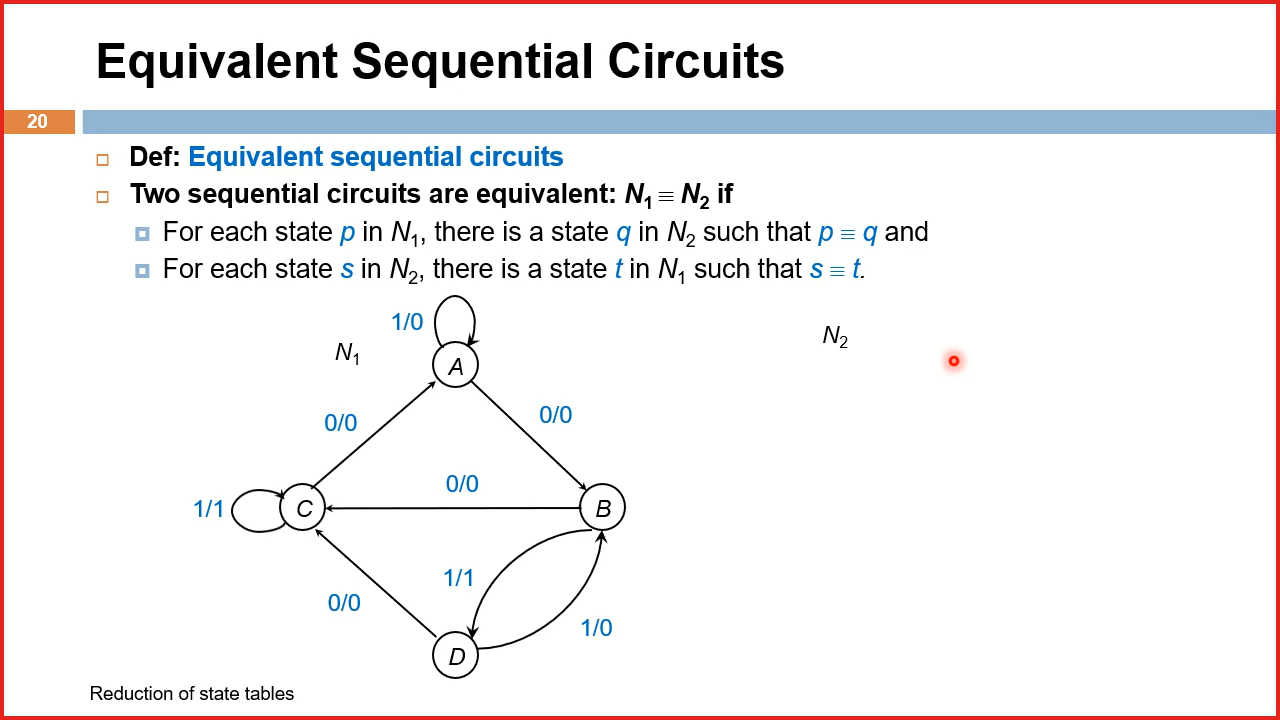 Equivalent Sequential Circuits
20
Def: Equivalent sequential circuits
Two sequential circuits are equivalent: N₁ ≡ N₂ if
For each state p in N₁, there is a state q in N₂ such that p ≡ q and
For each state s in N₂, there is a state t in N₁ such that s ≡ t.
1/0
N₁
N₂
A
0/0
0/0
0/0
1/1
C
B
1/1
0/0
1/0
D
Reduction of state tables